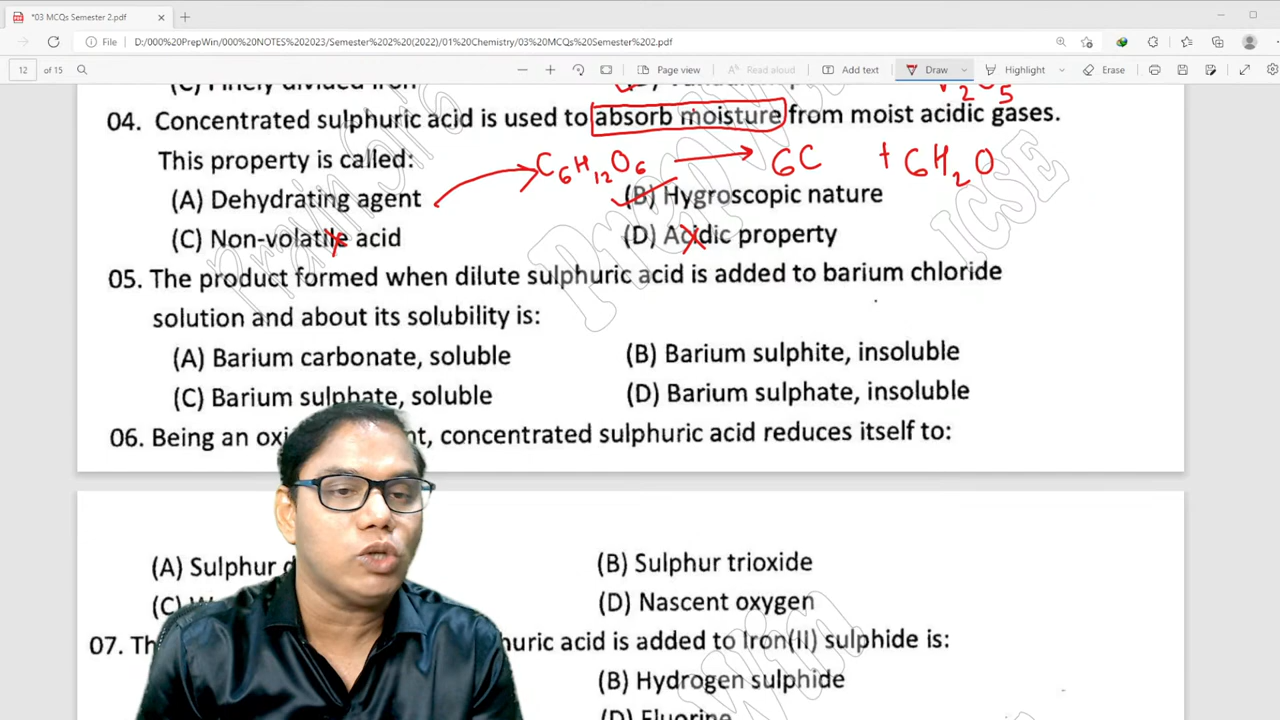 *03 MCQs Semester 2.pdf
File D:/000%20PrepWin/000%20NOTES%202023/Semester%202%20(2022)/01%20Chemistry/03%20MCQs%20Semester%202.pdf
12 of 15 Page view Read aloud Add text Draw Highlight Erase
04. Concentrated sulphuric acid is used to absorb moisture from moist acidic gases.
This property is called:
C6H12O6 → 6C + 6H2O
(A) Dehydrating agent (B) Hygroscopic nature
(C) Non-volatile acid (D) Acidic property
05. The product formed when dilute sulphuric acid is added to barium chloride
solution and about its solubility is:
(A) Barium carbonate, soluble (B) Barium sulphite, insoluble
(C) Barium sulphate, soluble (D) Barium sulphate, insoluble
06. Being an concentrated sulphuric acid reduces itself to:
(A) Sulphur (B) Sulphur trioxide
(C) (D) Nascent oxygen
07. acid is added to Iron(II) sulphide is:
(B) Hydrogen sulphide
(D) Fluorine
Pravin Sir's
PrepWin
ICSE